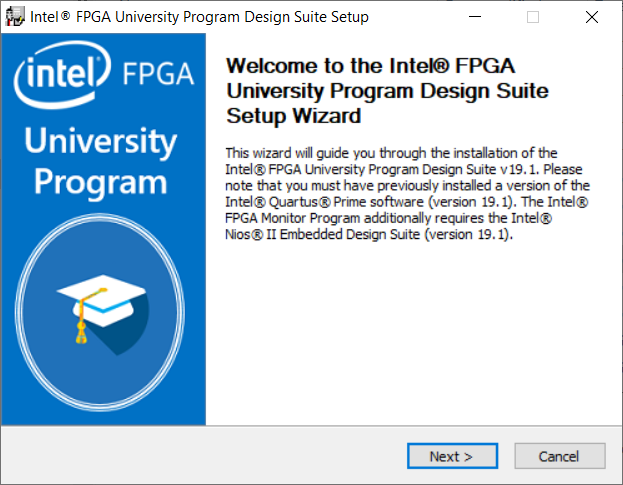 Intel® FPGA University Program Design Suite Setup
intel® FPGA
University
Program
Welcome to the Intel® FPGA
University Program Design Suite
Setup Wizard
This wizard will guide you through the installation of the
Intel® FPGA University Program Design Suite v19.1. Please
note that you must have previously installed a version of the
Intel® Quartus® Prime software (version 19.1). The Intel®
FPGA Monitor Program additionally requires the Intel®
Nios® II Embedded Design Suite (version 19.1).
Next >
Cancel